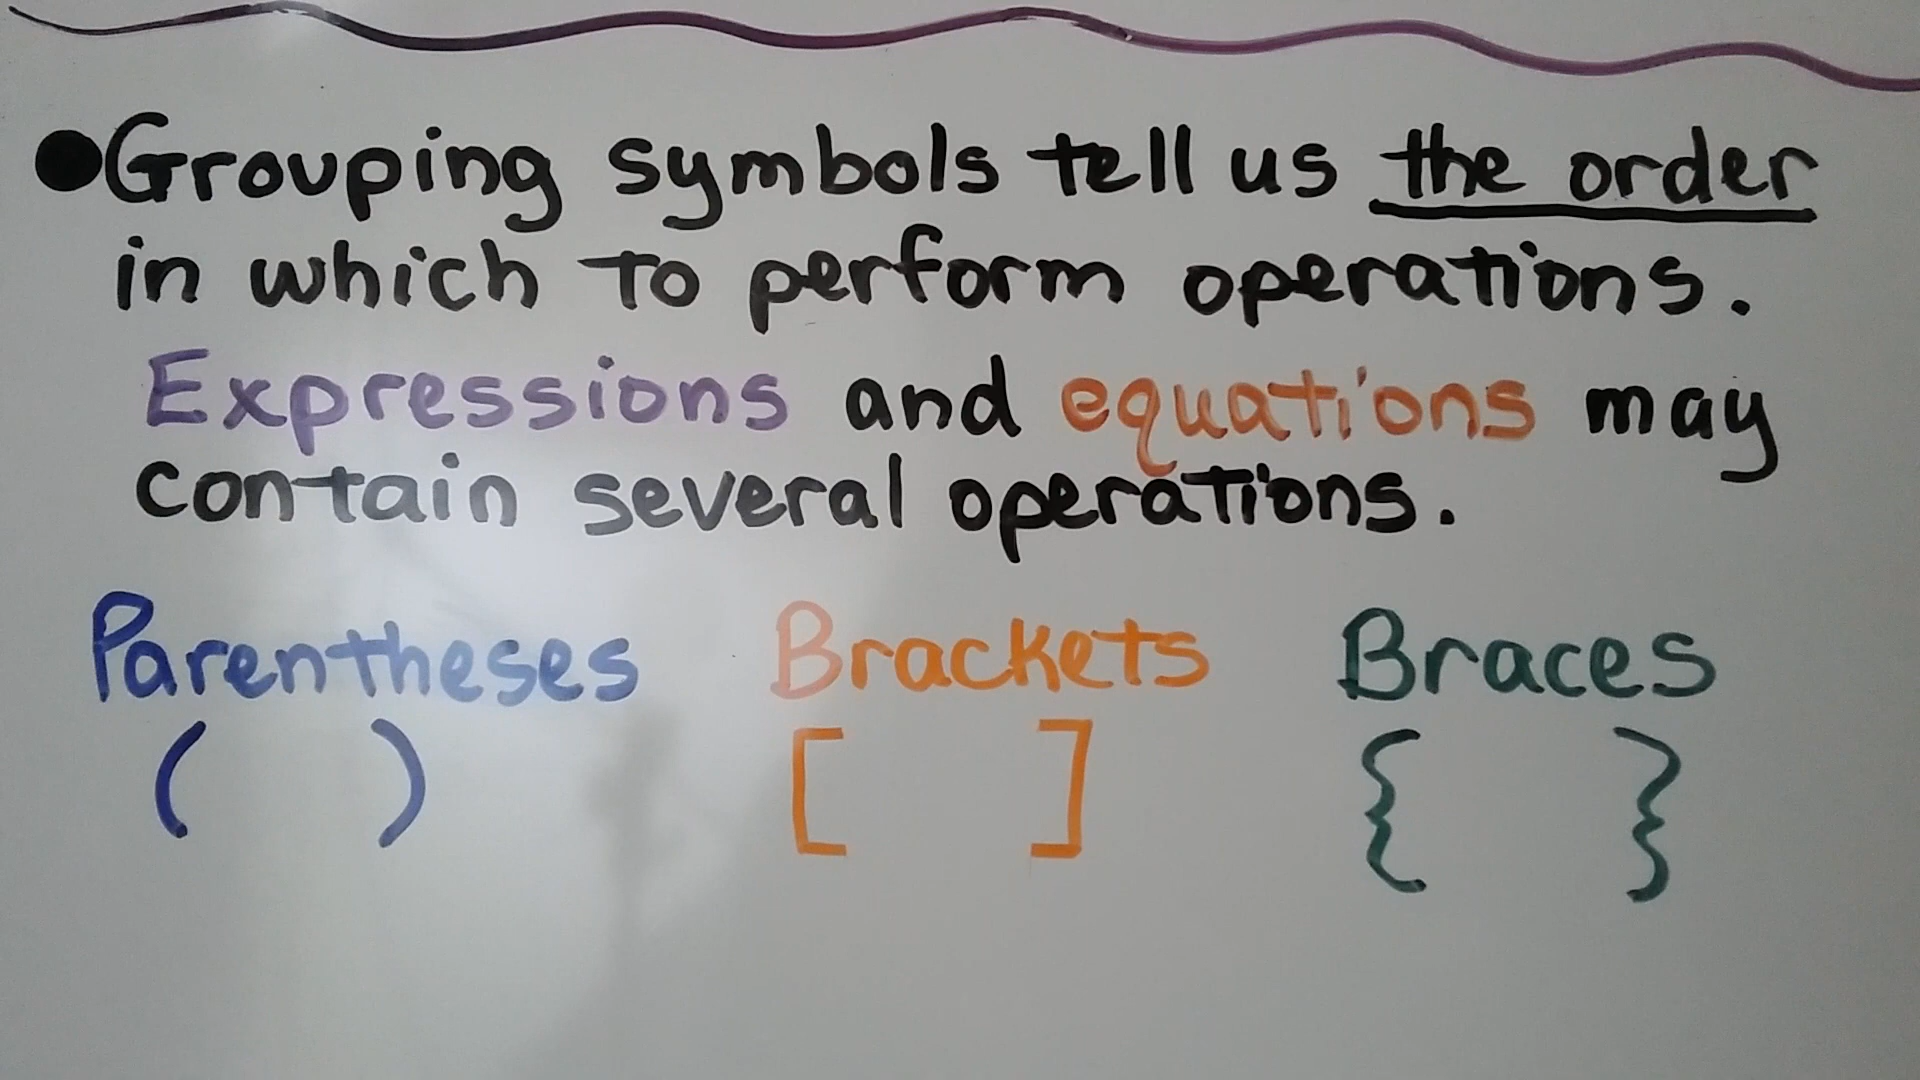 ●Grouping symbols tell us the order
in which to perform operations.
Expressions and equations may
contain several operations.
Parentheses Brackets Braces
( ) [ ] { }